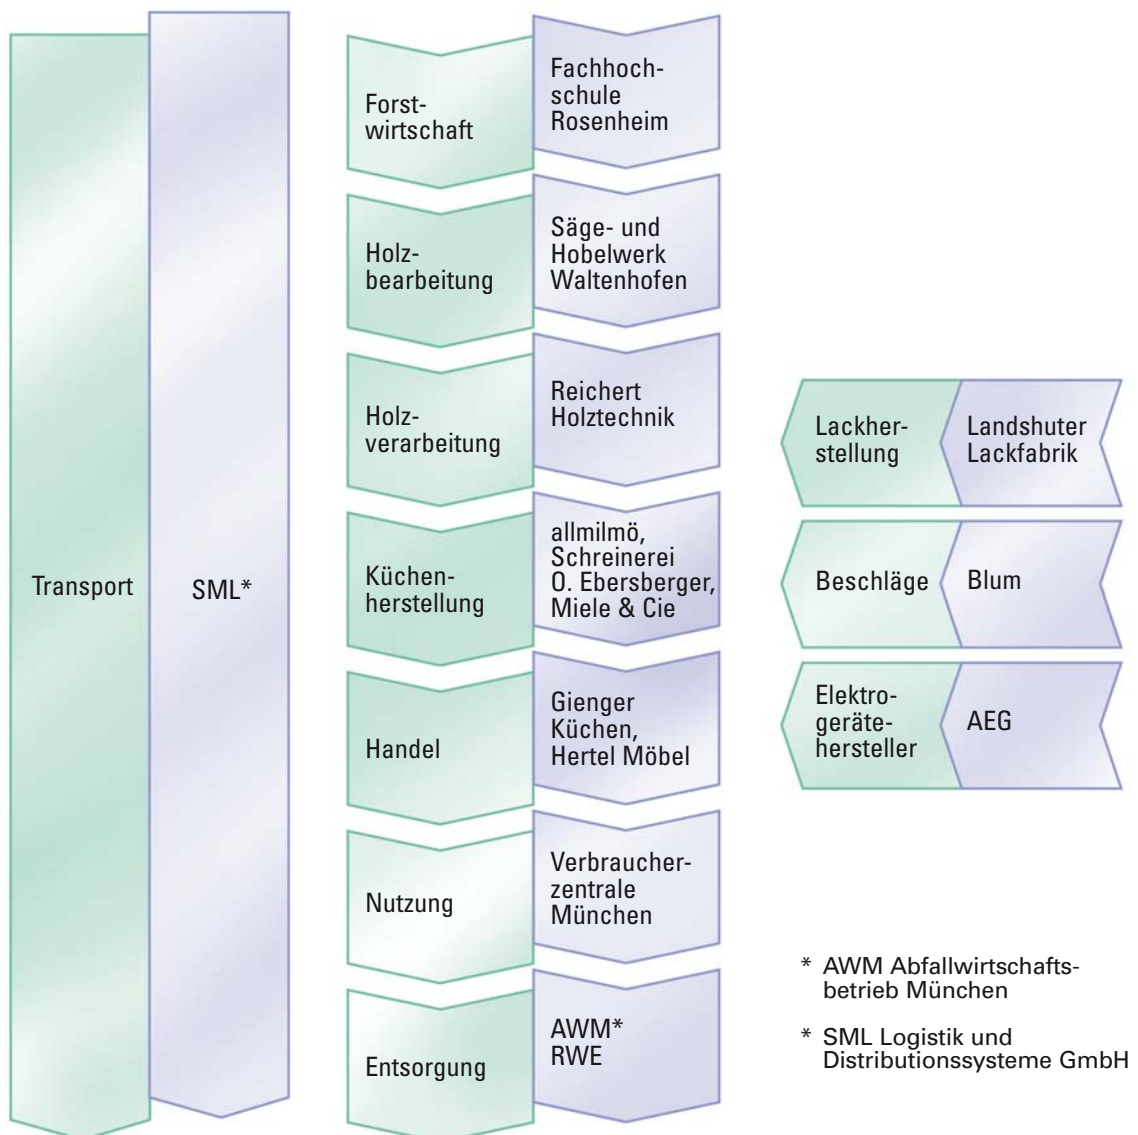 Transport
SML*
Forst-
wirtschaft
Fachhoch-
schule
Rosenheim
Holz-
bearbeitung
Säge- und
Hobelwerk
Waltenhofen
Holz-
verarbeitung
Reichert
Holztechnik
Küchen-
herstellung
allmilmö,
Schreinerei
O. Ebersberger,
Miele & Cie
Handel
Gienger
Küchen,
Hertel Möbel
Nutzung
Verbraucher-
zentrale
München
Entsorgung
AWM*
RWE
Lackher-
stellung
Landshuter
Lackfabrik
Beschläge
Blum
Elektro-
geräte-
hersteller
AEG
* AWM Abfallwirtschafts-
betrieb München
* SML Logistik und
Distributionssysteme GmbH